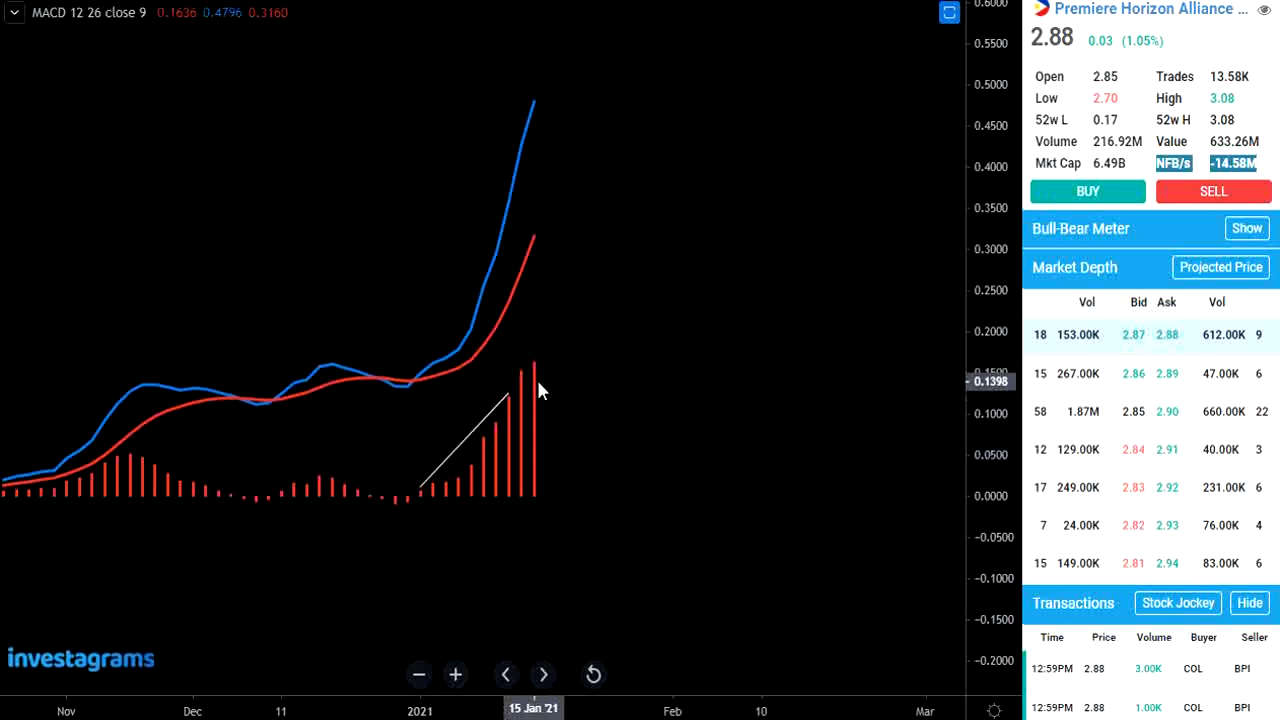 MACD 12 26 close 9 0.1636 0.4796 0.3160
0.6000
0.5500
0.5000
0.4500
0.4000
0.3500
0.3000
0.2500
0.2000
0.1398
0.1000
0.0500
0.0000
−0.0500
−0.1000
−0.1500
−0.2000
investagrams
Nov Dec 11 2021 15 Jan '21 Feb 10 Mar
Premiere Horizon Alliance ...
2.88 0.03 (1.05%)
Open 2.85 Trades 13.58K
Low 2.70 High 3.08
52w L 0.17 52w H 3.08
Volume 216.92M Value 633.26M
Mkt Cap 6.49B NFB/s -14.58M
BUY SELL
Bull-Bear Meter Show
Market Depth Projected Price
Vol Bid Ask Vol
18 153.00K 2.87 2.88 612.00K 9
15 267.00K 2.86 2.89 47.00K 6
58 1.87M 2.85 2.90 660.00K 22
12 129.00K 2.84 2.91 40.00K 3
17 249.00K 2.83 2.92 231.00K 6
7 24.00K 2.82 2.93 76.00K 4
15 149.00K 2.81 2.94 83.00K 6
Transactions Stock Jockey Hide
Time Price Volume Buyer Seller
12:59PM 2.88 3.00K COL BPI
12:59PM 2.88 1.00K COL BPI